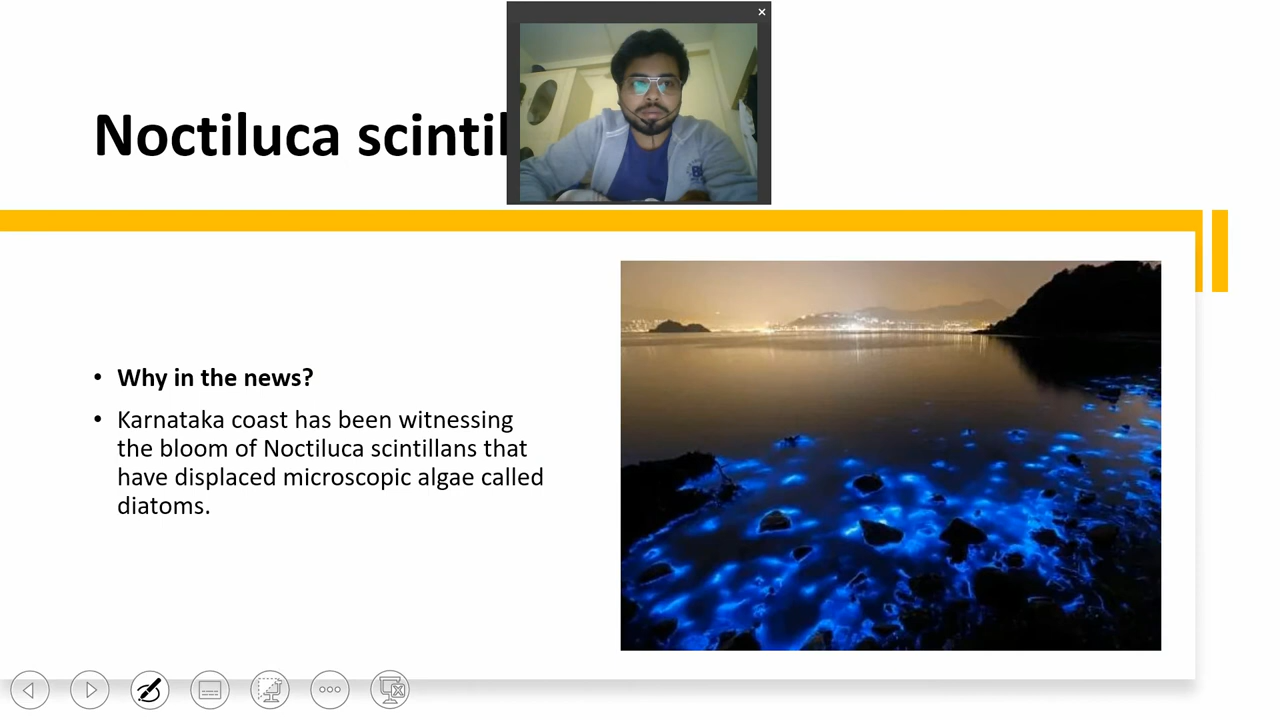 Noctiluca scintil
Why in the news?
Karnataka coast has been witnessing
the bloom of Noctiluca scintillans that
have displaced microscopic algae called
diatoms.